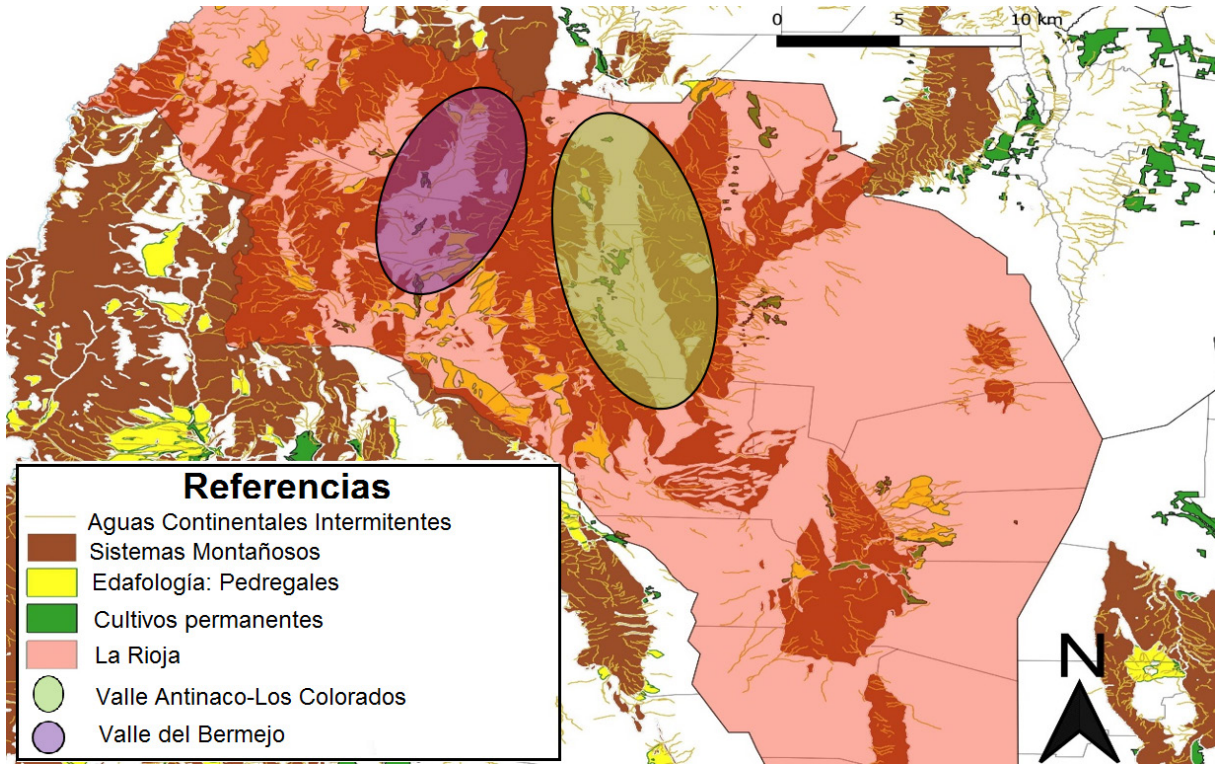 0 5 10 km
Referencias
Aguas Continentales Intermitentes
Sistemas Montañosos
Edafología: Pedregales
Cultivos permanentes
La Rioja
Valle Antinaco-Los Colorados
Valle del Bermejo
N